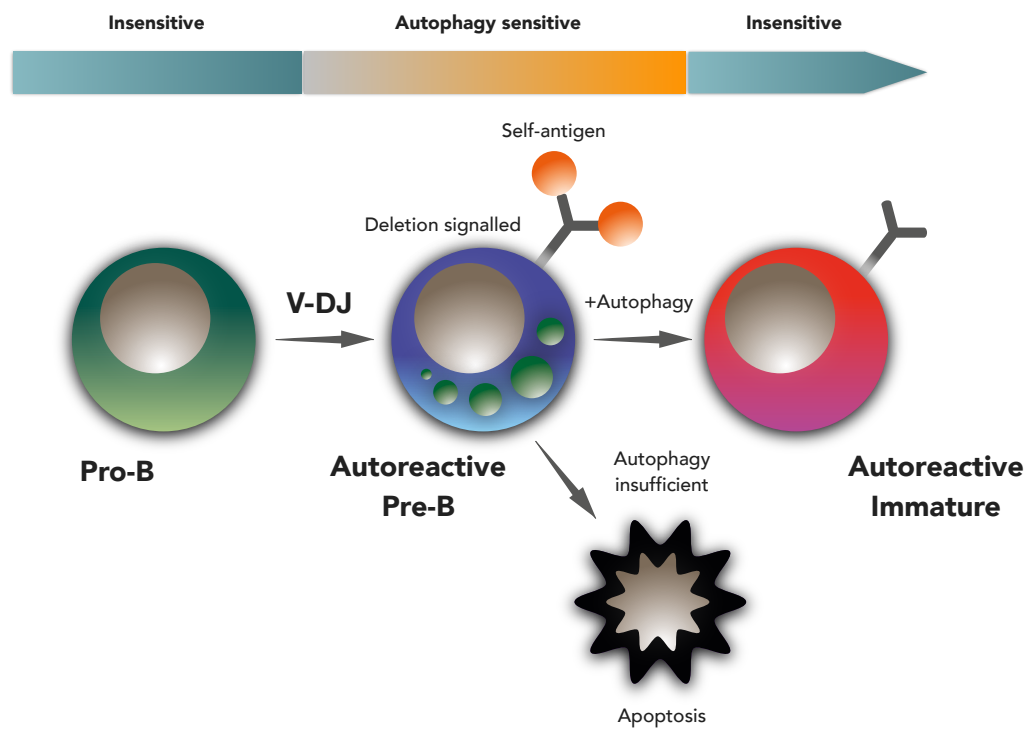 Insensitive
Autophagy sensitive
Insensitive
Self-antigen
Deletion signalled
V-DJ
+Autophagy
Pro-B
Autoreactive
Pre-B
Autophagy
insufficient
Autoreactive
Immature
Apoptosis